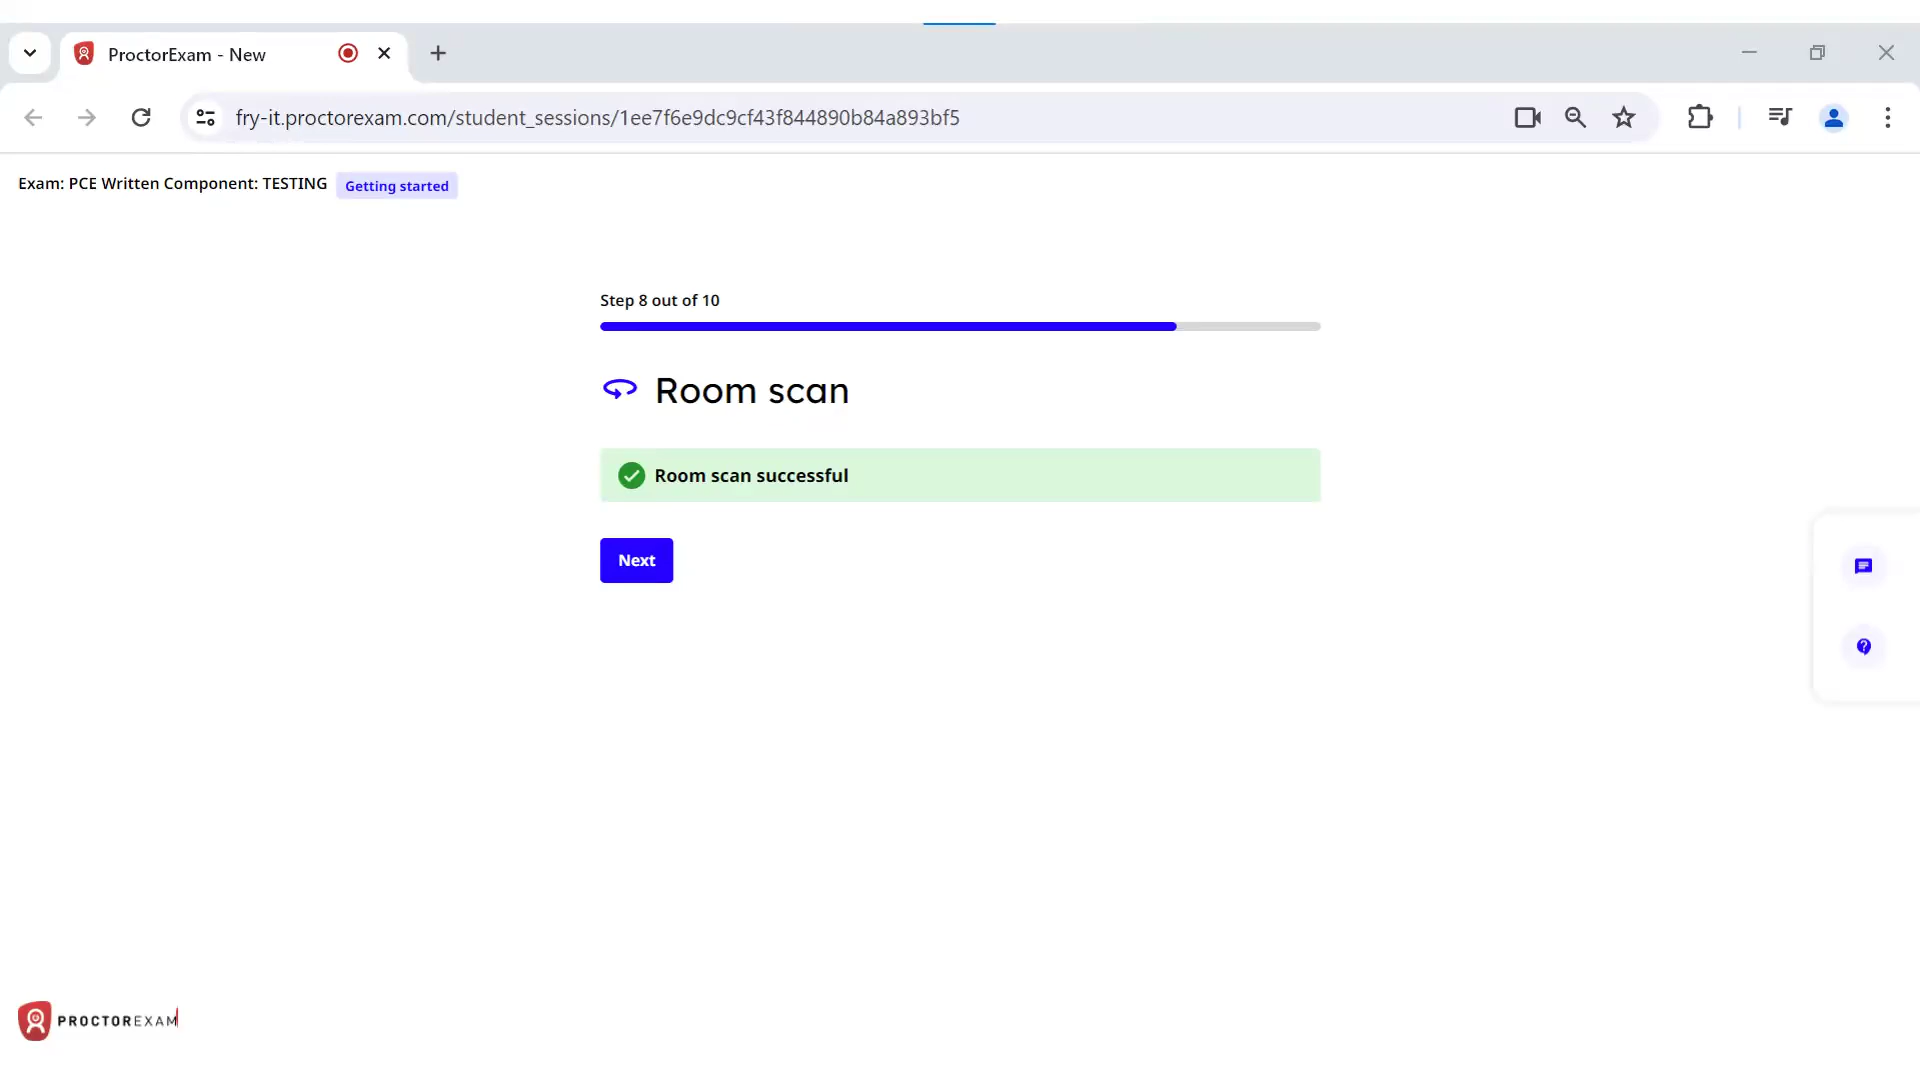 ProctorExam - New
fry-it.proctorexam.com/student_sessions/1ee7f6e9dc9cf43f844890b84a893bf5
Exam: PCE Written Component: TESTING Getting started
Step 8 out of 10
Room scan
Room scan successful
Next
PROCTOREXAM